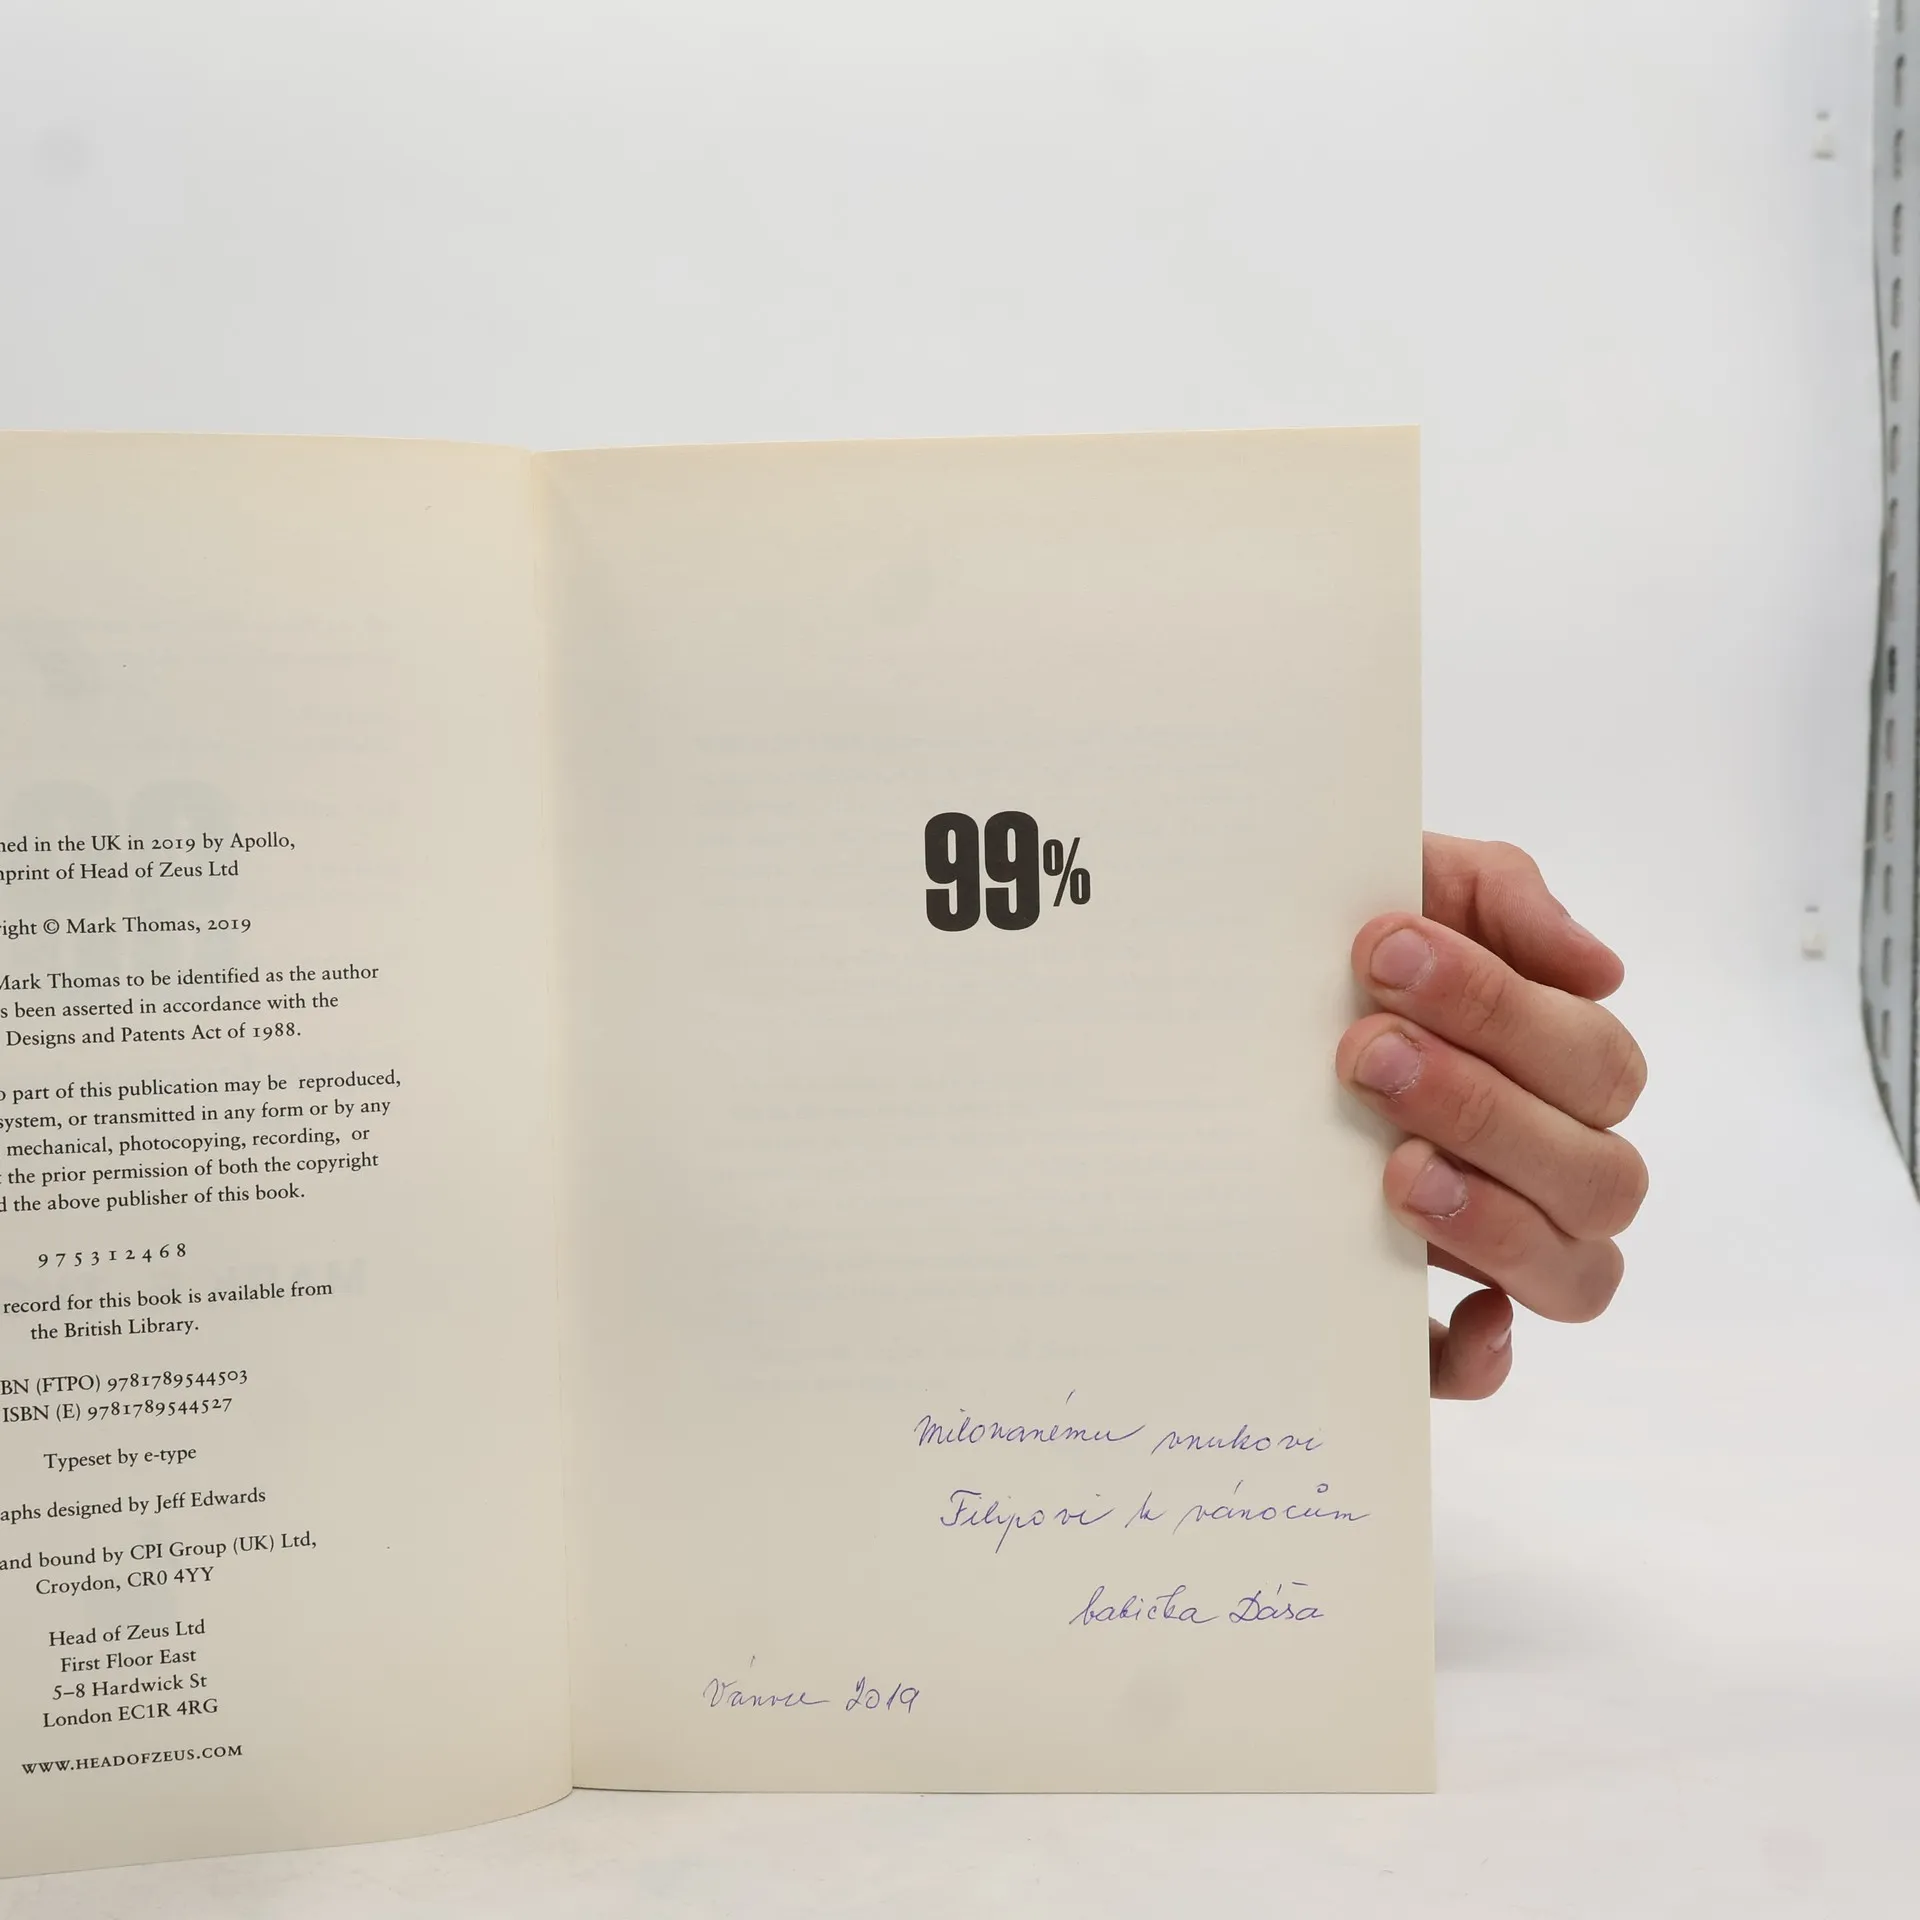 ned in the UK in 2019 by Apollo,
nprint of Head of Zeus Ltd
ight © Mark Thomas, 2019
Mark Thomas to be identified as the author
s been asserted in accordance with the
Designs and Patents Act of 1988.
o part of this publication may be reproduced,
system, or transmitted in any form or by any
mechanical, photocopying, recording, or
t the prior permission of both the copyright
d the above publisher of this book.
9 7 5 3 1 2 4 6 8
record for this book is available from
the British Library.
BN (FTPO) 9781789544503
ISBN (E) 9781789544527
Typeset by e-type
aphs designed by Jeff Edwards
and bound by CPI Group (UK) Ltd,
Croydon, CR0 4YY
Head of Zeus Ltd
First Floor East
5–8 Hardwick St
London EC1R 4RG
WWW.HEADOFZEUS.COM
99%
Milovanému vnukovi
Filipovi k vánocům
babička Dáša
Vánoce 2019